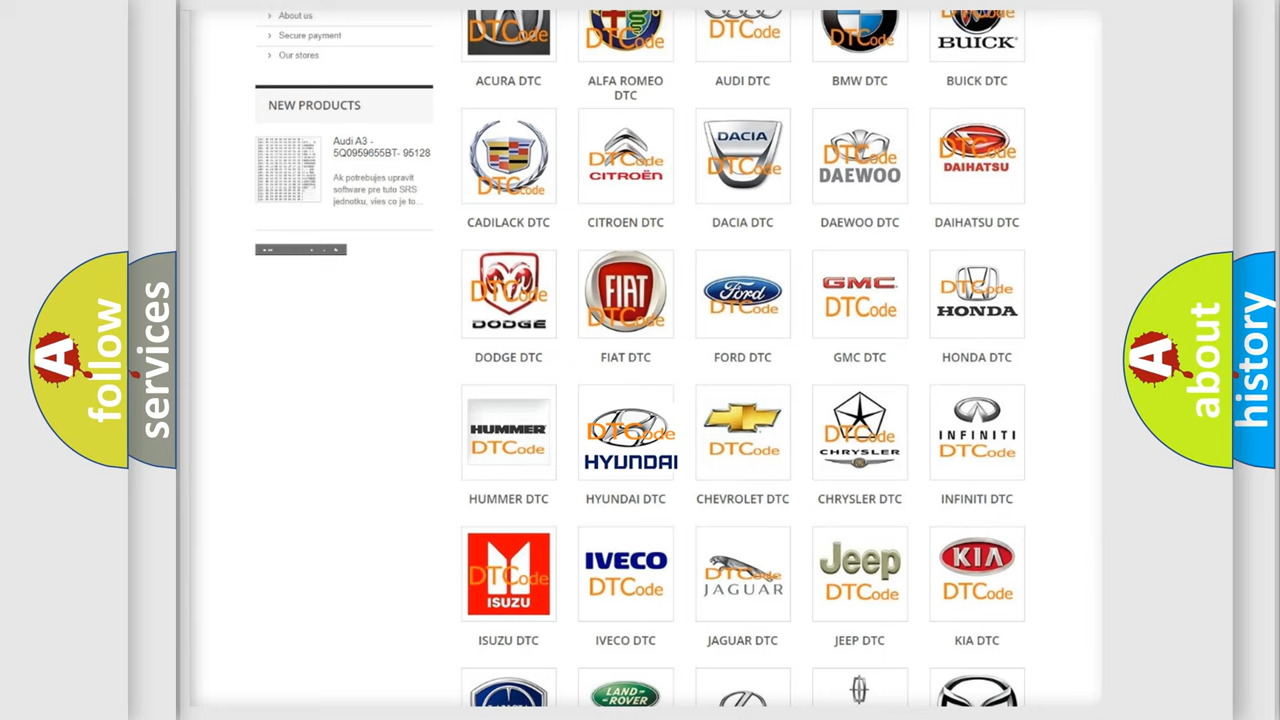 About us
Secure payment
Our stores
NEW PRODUCTS
Audi A3 -
5Q0959655BT- 95128
Ak potrebujes upravit
software pre tuto SRS
jednotku, vies co je to...
DTCode
DTCode
DTCode
DTCode
BUICK
ACURA DTC
ALFA ROMEO
DTC
AUDI DTC
BMW DTC
BUICK DTC
DTCode
DTCode
CITROËN
DACIA
DTCode
DTCode
DAEWOO
DTCode
DAIHATSU
CADILACK DTC
CITROEN DTC
DACIA DTC
DAEWOO DTC
DAIHATSU DTC
DTCode
DODGE
FIAT
DTCode
Ford
DTCode
GMC
DTCode
DTCode
HONDA
DODGE DTC
FIAT DTC
FORD DTC
GMC DTC
HONDA DTC
HUMMER
DTCode
DTCode
HYUNDAI
DTCode
DTCode
CHRYSLER
INFINITI
DTCode
HUMMER DTC
HYUNDAI DTC
CHEVROLET DTC
CHRYSLER DTC
INFINITI DTC
DTCode
ISUZU
IVECO
DTCode
DTCode
JAGUAR
Jeep
DTCode
KIA
DTCode
ISUZU DTC
IVECO DTC
JAGUAR DTC
JEEP DTC
KIA DTC
LAND-
ROVER
A
follow
services
A
about
history